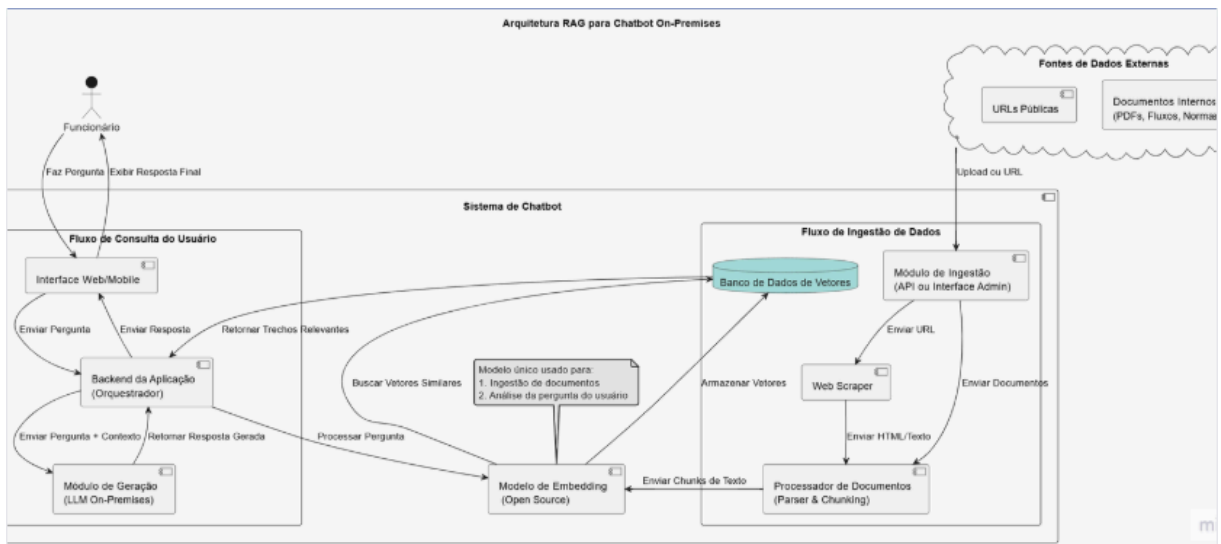 Arquitetura RAG para Chatbot On-Premises
Fontes de Dados Externas
URLs Públicas
Documentos Internos
(PDFs, Fluxos, Normas
Funcionário
Faz Pergunta
Exibir Resposta Final
Upload ou URL
Sistema de Chatbot
Fluxo de Consulta do Usuário
Interface Web/Mobile
Fluxo de Ingestão de Dados
Banco de Dados de Vetores
Módulo de Ingestão
(API ou Interface Admin)
Enviar Pergunta
Enviar Resposta
Retornar Trechos Relevantes
Enviar URL
Backend da Aplicação
(Orquestrador)
Modelo único usado para:
1. Ingestão de documentos
2. Análise da pergunta do usuário
Buscar Vetores Similares
Armazenar Vetores
Web Scraper
Enviar Documentos
Enviar Pergunta + Contexto
Retornar Resposta Gerada
Processar Pergunta
Enviar HTML/Texto
Módulo de Geração
(LLM On-Premises)
Modelo de Embedding
(Open Source)
Enviar Chunks de Texto
Processador de Documentos
(Parser & Chunking)